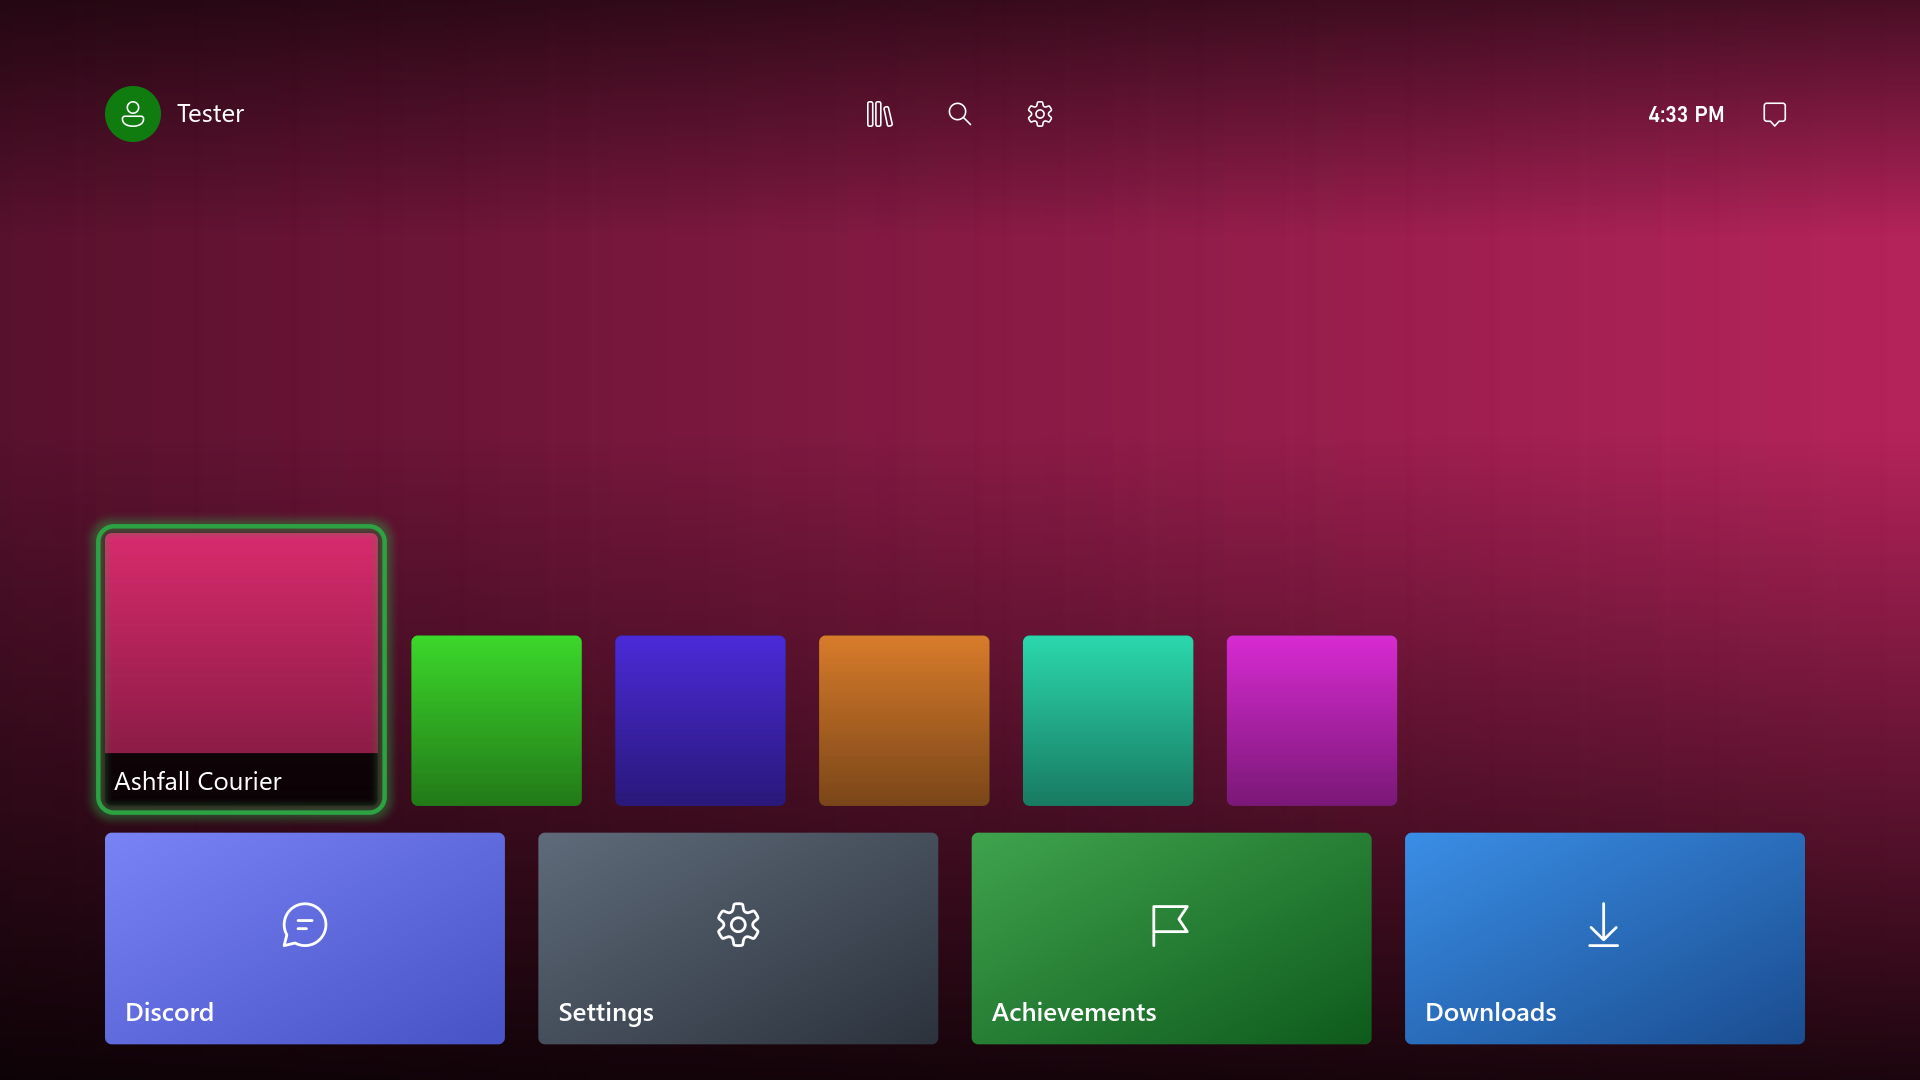 Tester
4:33 PM
Ashfall Courier
Discord
Settings
Achievements
Downloads